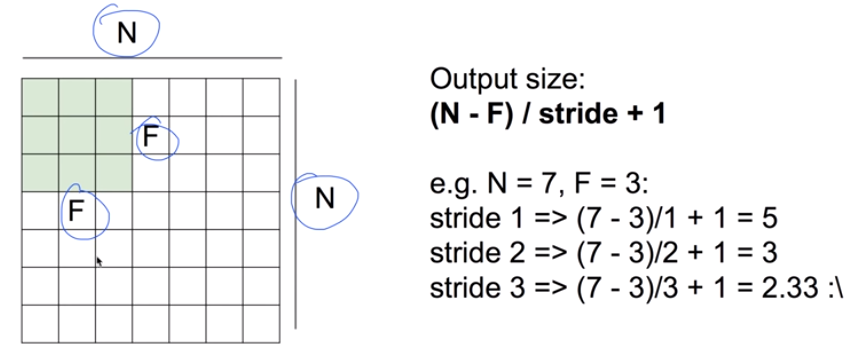 N
F
F
N
Output size:
(N - F) / stride + 1
e.g. N = 7, F = 3:
stride 1 => (7 - 3)/1 + 1 = 5
stride 2 => (7 - 3)/2 + 1 = 3
stride 3 => (7 - 3)/3 + 1 = 2.33 :\